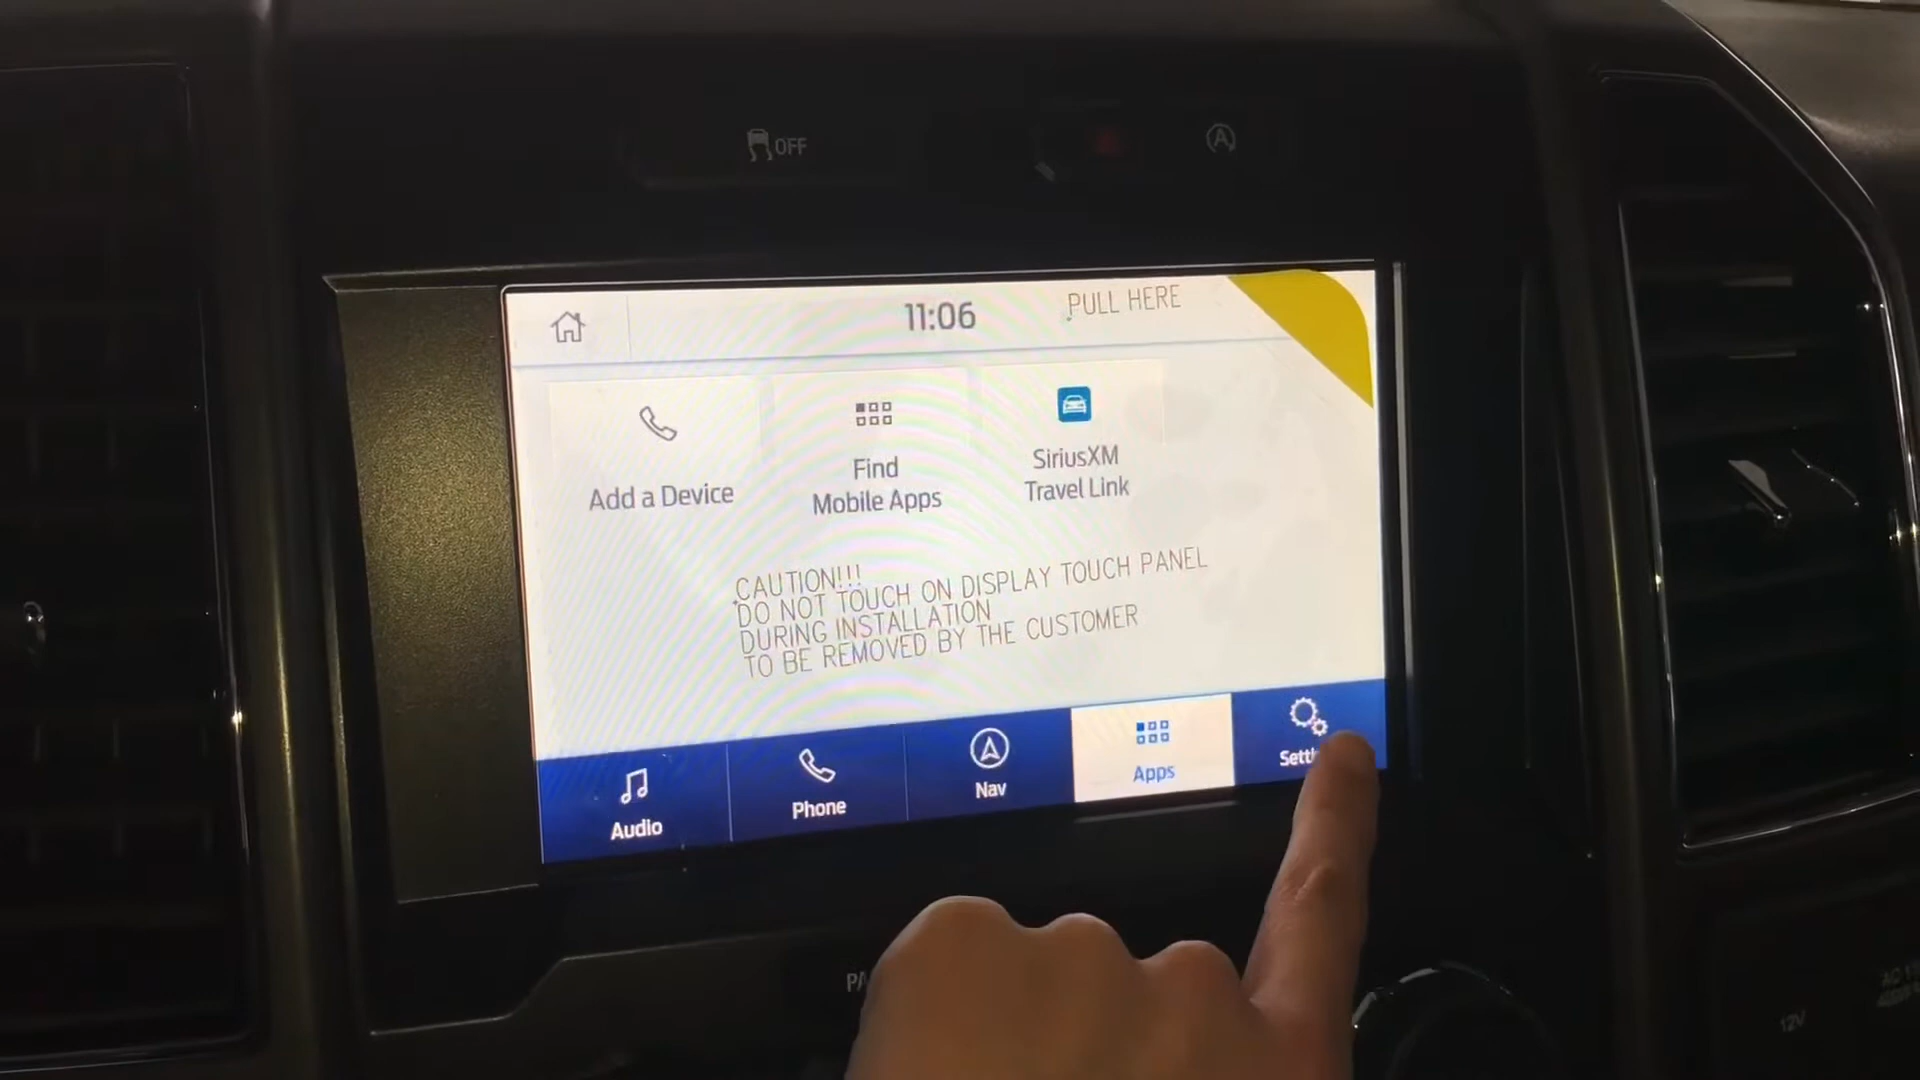 OFF
11:06
PULL HERE
Add a Device
Find
Mobile Apps
SiriusXM
Travel Link
CAUTION!!!
DO NOT TOUCH ON DISPLAY TOUCH PANEL
DURING INSTALLATION
TO BE REMOVED BY THE CUSTOMER
Audio
Phone
Nav
Apps
12V